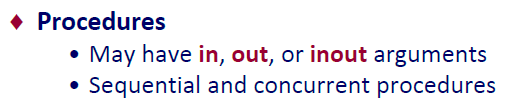 ♦ Procedures
• May have in, out, or inout arguments
• Sequential and concurrent procedures